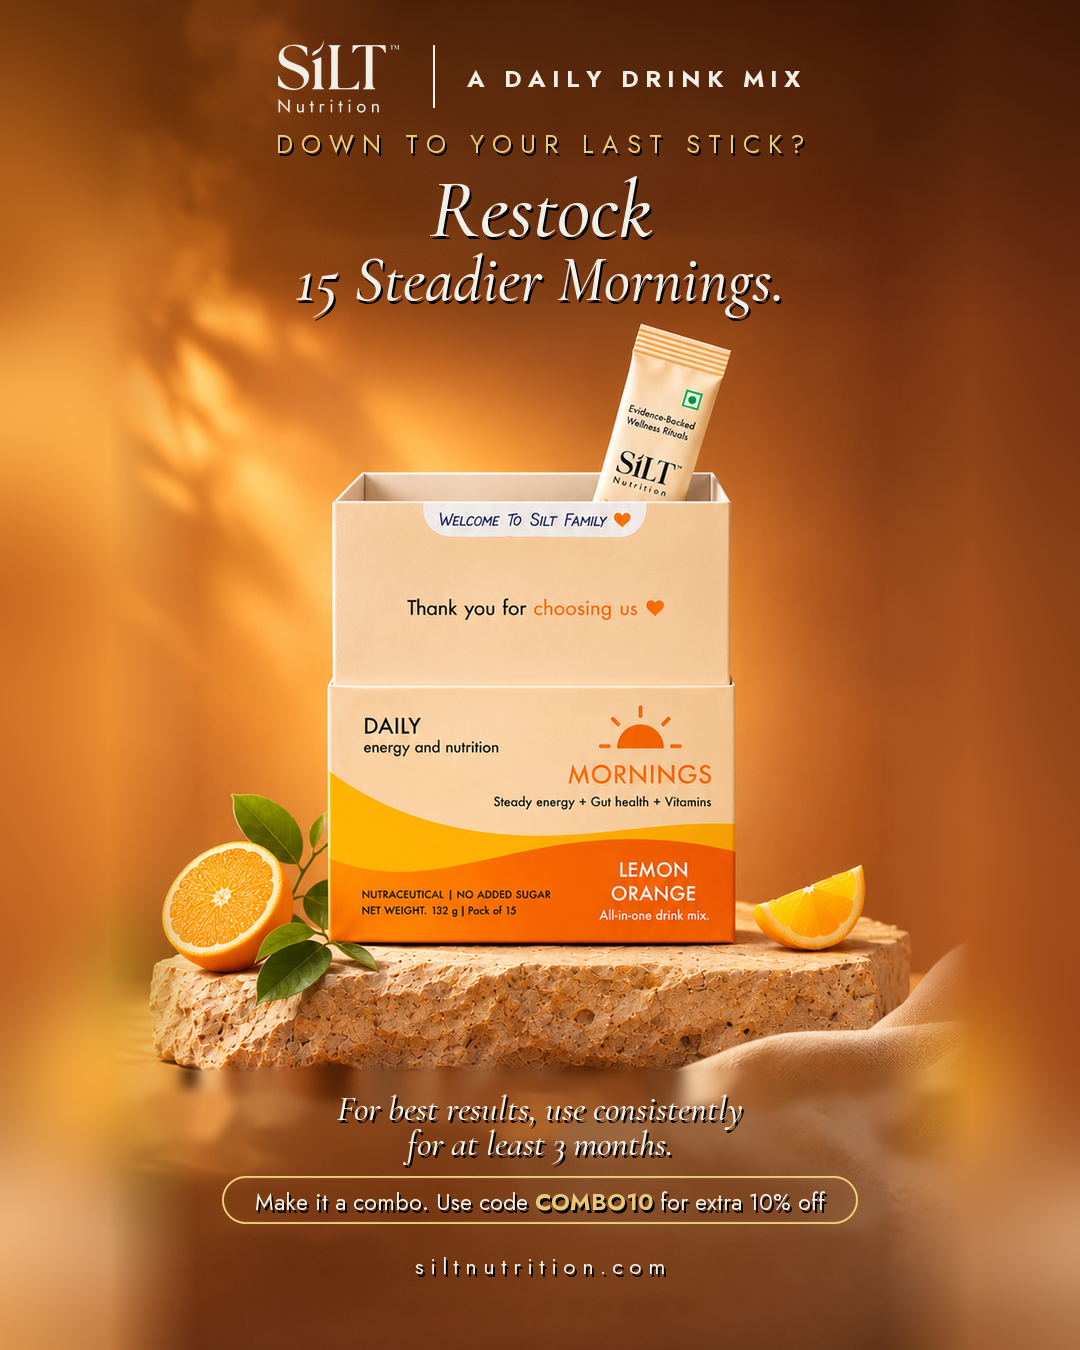 SiLT™
Nutrition
A DAILY DRINK MIX
DOWN TO YOUR LAST STICK?
Restock
15 Steadier Mornings.
Evidence-Backed
Wellness Rituals
SiLT™
Nutrition
WELCOME TO SILT FAMILY 🧡
Thank you for choosing us 🧡
DAILY
energy and nutrition
MORNINGS
Steady energy + Gut health + Vitamins
LEMON
ORANGE
All-in-one drink mix.
NUTRACEUTICAL | NO ADDED SUGAR
NET WEIGHT. 132 g | Pack of 15
For best results, use consistently
for at least 3 months.
Make it a combo. Use code COMBO10 for extra 10% off
siltnutrition.com